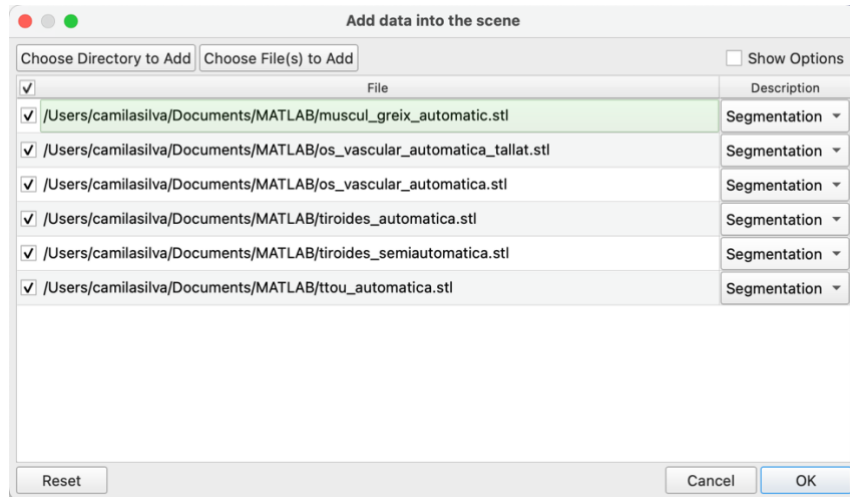 Add data into the scene
Choose Directory to Add Choose File(s) to Add Show Options
File Description
/Users/camilasilva/Documents/MATLAB/muscul_greix_automatic.stl Segmentation
/Users/camilasilva/Documents/MATLAB/os_vascular_automatica_tallat.stl Segmentation
/Users/camilasilva/Documents/MATLAB/os_vascular_automatica.stl Segmentation
/Users/camilasilva/Documents/MATLAB/tiroides_automatica.stl Segmentation
/Users/camilasilva/Documents/MATLAB/tiroides_semiautomatica.stl Segmentation
/Users/camilasilva/Documents/MATLAB/ttou_automatica.stl Segmentation
Reset Cancel OK